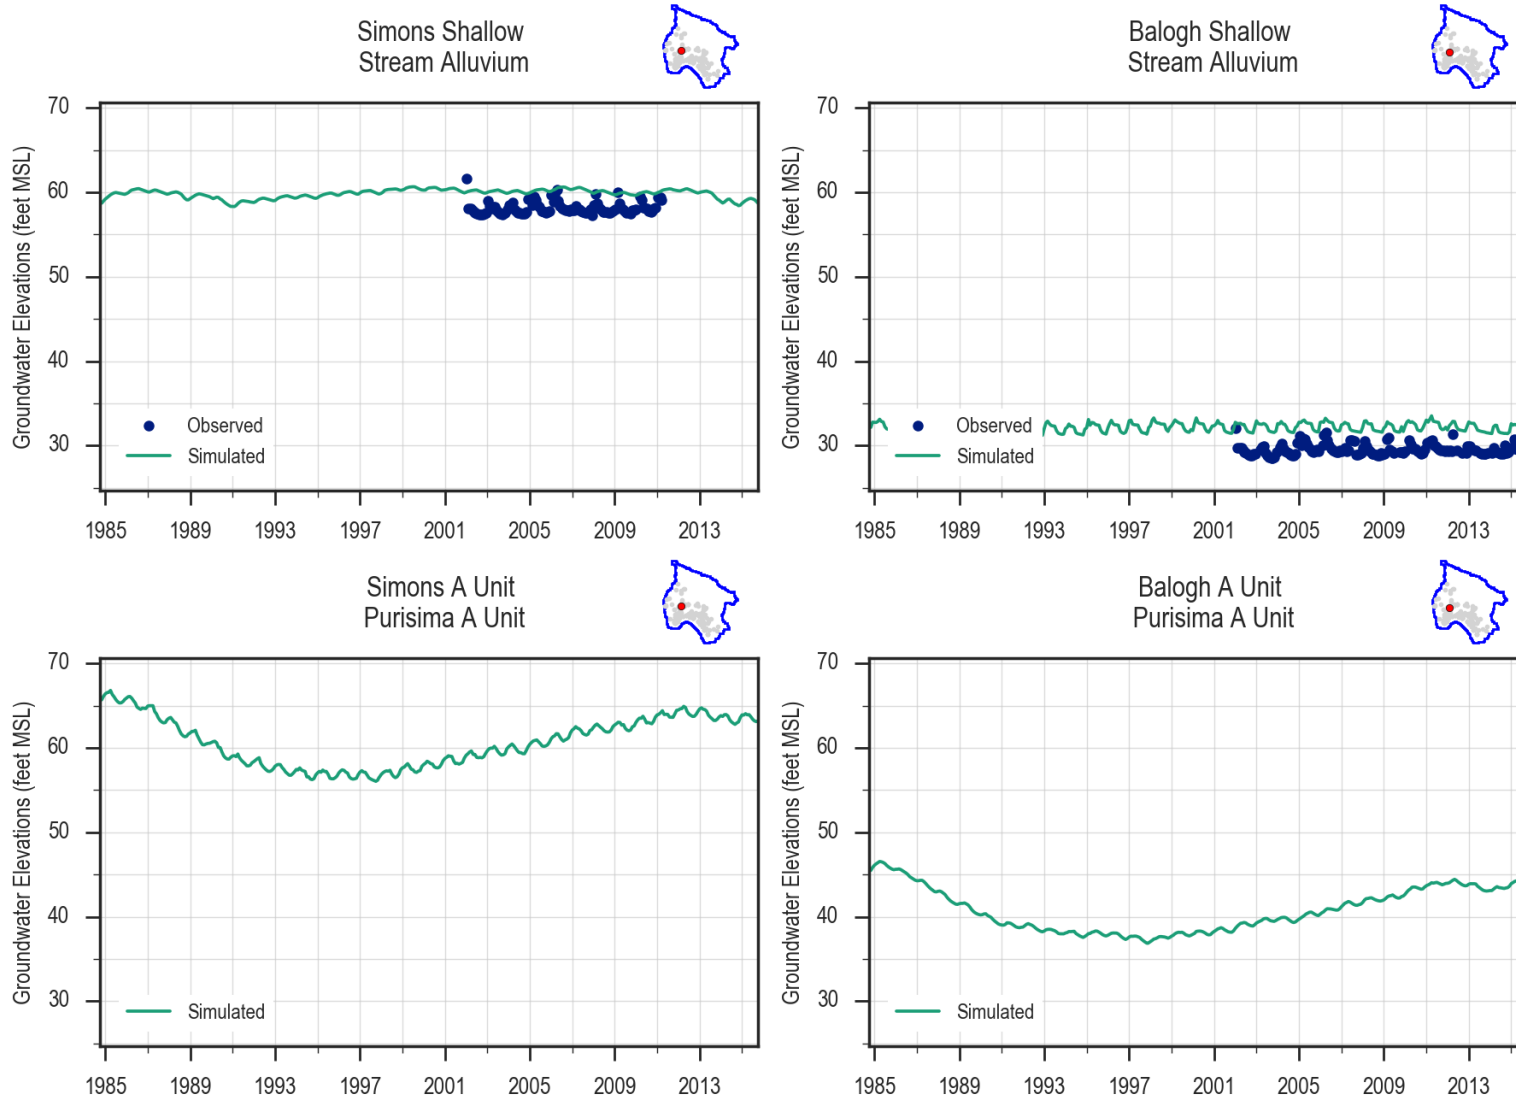 Simons Shallow
Stream Alluvium
Groundwater Elevations (feet MSL)
70
60
50
40
30
Observed
Simulated
1985 1989 1993 1997 2001 2005 2009 2013
Balogh Shallow
Stream Alluvium
Groundwater Elevations (feet MSL)
70
60
50
40
30
Observed
Simulated
1985 1989 1993 1997 2001 2005 2009 2013
Simons A Unit
Purisima A Unit
Groundwater Elevations (feet MSL)
70
60
50
40
30
Simulated
1985 1989 1993 1997 2001 2005 2009 2013
Balogh A Unit
Purisima A Unit
Groundwater Elevations (feet MSL)
70
60
50
40
30
Simulated
1985 1989 1993 1997 2001 2005 2009 2013